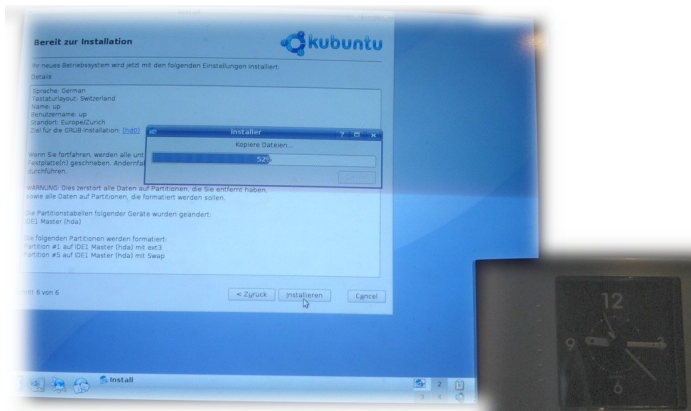 Bereit zur Installation
kubuntu
Ihr neues Betriebssystem wird jetzt mit den folgenden Einstellungen installiert:
Details
Sprache: German
Tastaturlayout: Switzerland
Name: up
Benutzername: up
Standort: Europe/Zurich
Ziel für die GRUB-Installation: (hd0)
Installer
Kopiere Dateien...
52%
Wenn Sie fortfahren, werden alle unt
Festplatte(n) geschrieben. Andernfal
durchführen.
WARNUNG: Dies zerstört alle Daten auf Partitionen, die Sie entfernt haben,
sowie alle Daten auf Partitionen, die formatiert werden sollen.
Die Partitionstabellen folgender Geräte wurden geändert:
IDE1 Master (hda)
Die folgenden Partitionen werden formatiert:
Partition #1 auf IDE1 Master (hda) mit ext3
Partition #5 auf IDE1 Master (hda) mit Swap
6 von 6
< Zurück
Installieren
Cancel
Install
2
3 4
12
9 3
6